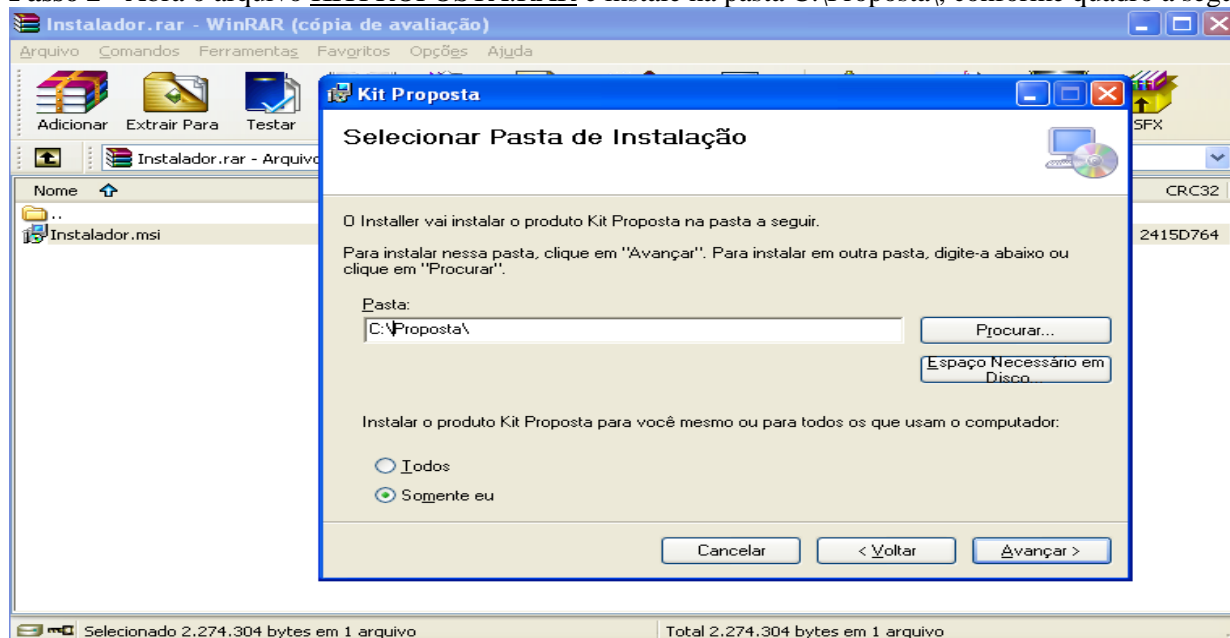 Instalador.rar - WinRAR (cópia de avaliação)
Arquivo Comandos Ferramentas Favoritos Opções Ajuda
Adicionar Extrair Para Testar SFX
Instalador.rar - Arquivo
Nome CRC32
..
Instalador.msi 2415D764
Kit Proposta
Selecionar Pasta de Instalação
O Installer vai instalar o produto Kit Proposta na pasta a seguir.
Para instalar nessa pasta, clique em "Avançar". Para instalar em outra pasta, digite-a abaixo ou
clique em "Procurar".
Pasta:
C:\Proposta\
Procurar...
Espaço Necessário em
Disco...
Instalar o produto Kit Proposta para você mesmo ou para todos os que usam o computador:
Todos
Somente eu
Cancelar < Voltar Avançar >
Selecionado 2.274.304 bytes em 1 arquivo Total 2.274.304 bytes em 1 arquivo